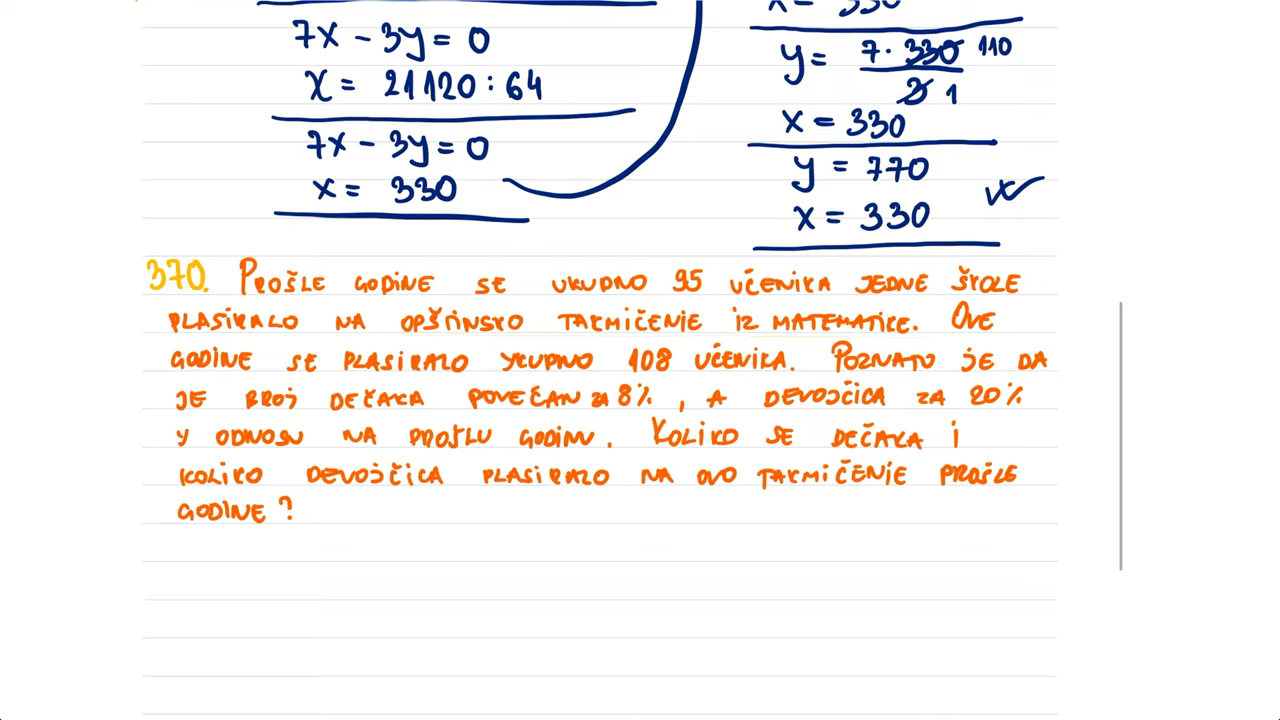 7x - 3y = 0
x = 21120 : 64
7x - 3y = 0
x = 330
x = 330
y = 7 · 330 110
3 1
x = 330
y = 770
x = 330
370. Prošle godine se ukupno 95 učenika jedne škole
plasiralo na opštinsko takmičenje iz matematike. Ove
godine se plasiralo ukupno 108 učenika. Poznato je da
je broj dečaka povećan za 8%, a devojčica za 20%
u odnosu na prošlu godinu. Koliko se dečaka i
koliko devojčica plasiralo na ovo takmičenje prošle
godine?